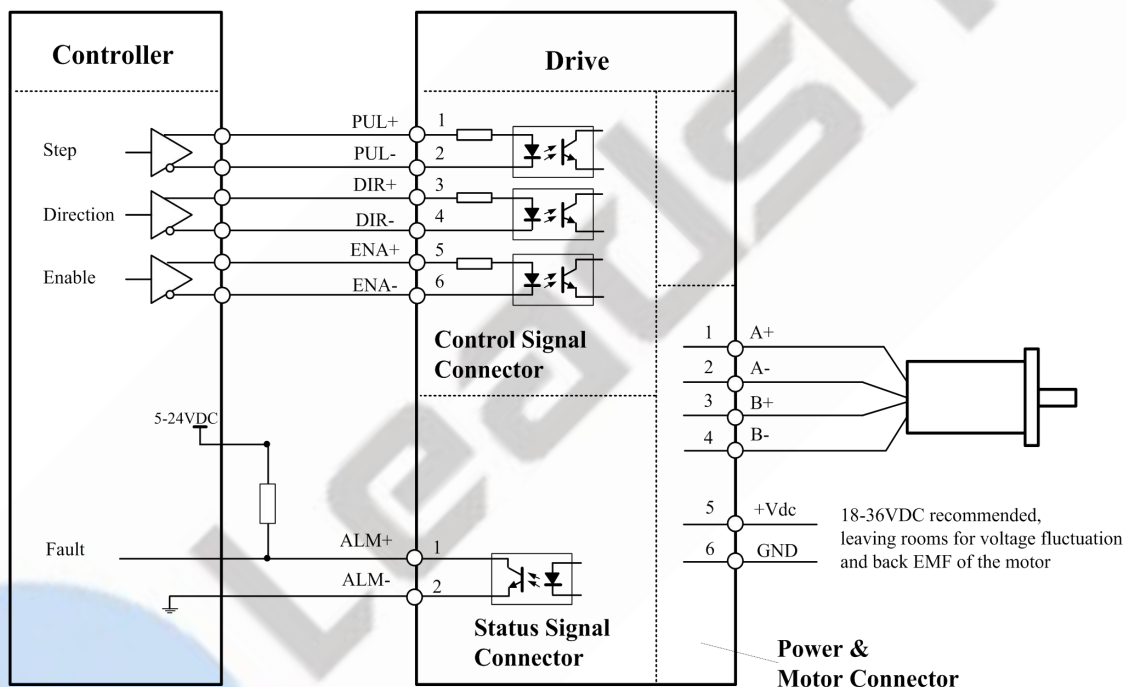 Controller
Drive
Step
Direction
Enable
PUL+
1
PUL-
2
DIR+
3
DIR-
4
ENA+
5
ENA-
6
Control Signal
Connector
1
A+
2
A-
3
B+
4
B-
5
+Vdc
6
GND
18-36VDC recommended,
leaving rooms for voltage fluctuation
and back EMF of the motor
5-24VDC
Fault
ALM+
1
ALM-
2
Status Signal
Connector
Power &
Motor Connector
Leadsh